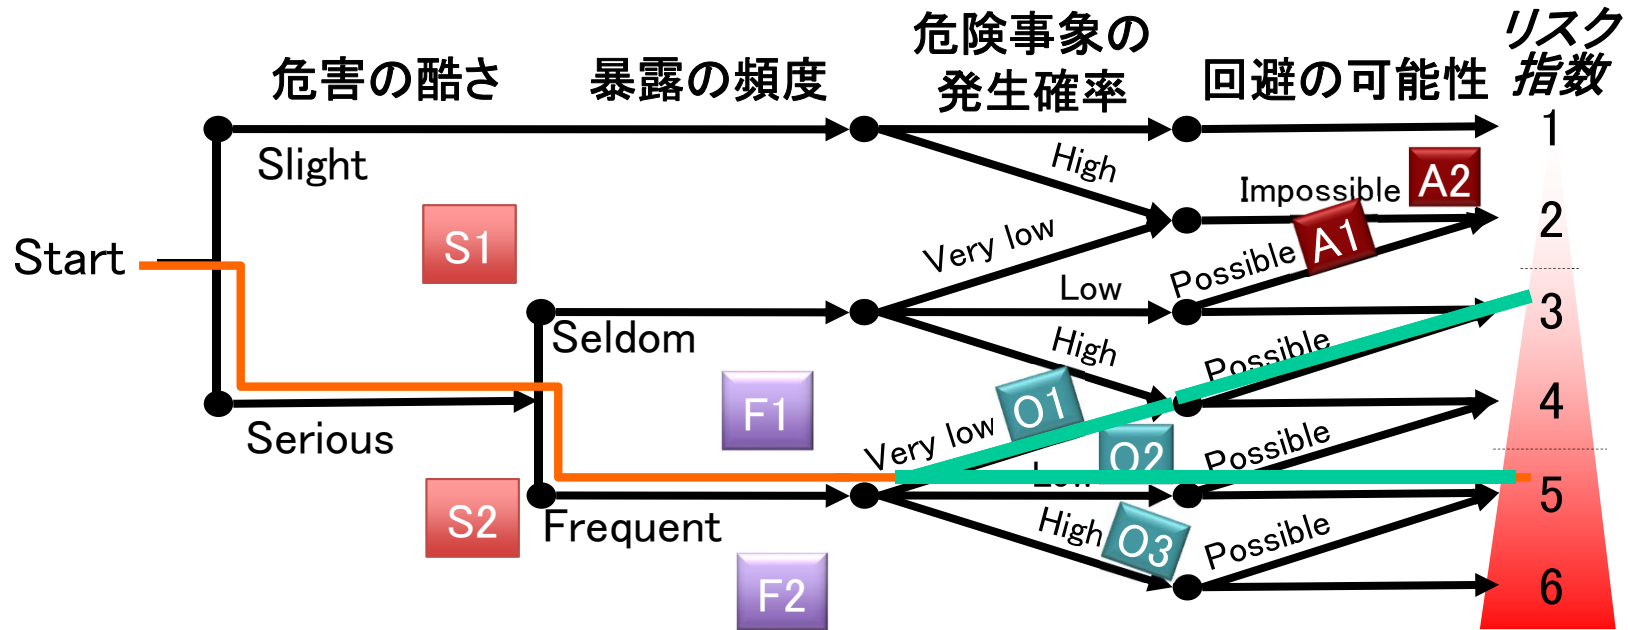 危害の酷さ
暴露の頻度
危険事象の
発生確率
回避の可能性
リスク
指数
Start
Slight
Serious
S1
S2
Seldom
Frequent
F1
F2
High
Very low
Low
High
Very low
Low
High
O1
O2
O3
Impossible
A2
Possible
A1
Possible
Possible
Possible
1
2
3
4
5
6